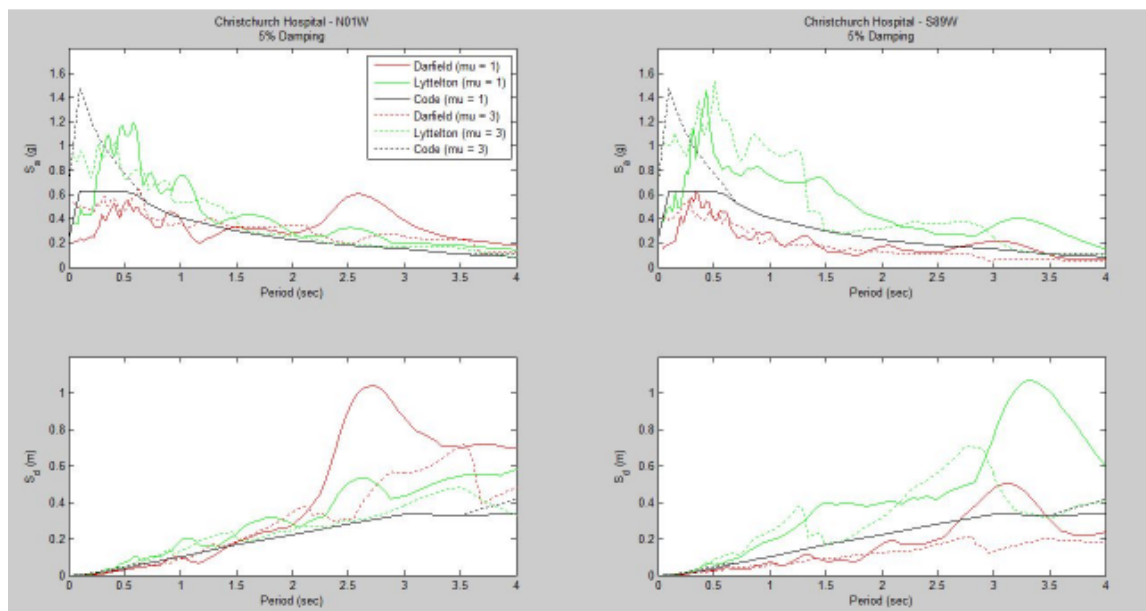 Christchurch Hospital - N01W
5% Damping
1.6
1.4
1.2
1
0.8
0.6
0.4
0.2
0
S_a (g)
Darfield (mu = 1)
Lyttelton (mu = 1)
Code (mu = 1)
Darfield (mu = 3)
Lyttelton (mu = 3)
Code (mu = 3)
0 0.5 1 1.5 2 2.5 3 3.5 4
Period (sec)
Christchurch Hospital - S89W
5% Damping
1.6
1.4
1.2
1
0.8
0.6
0.4
0.2
0
S_a (g)
0 0.5 1 1.5 2 2.5 3 3.5 4
Period (sec)
1
0.8
0.6
0.4
0.2
0
S_d (m)
0 0.5 1 1.5 2 2.5 3 3.5 4
Period (sec)
1
0.8
0.6
0.4
0.2
0
S_d (m)
0 0.5 1 1.5 2 2.5 3 3.5 4
Period (sec)